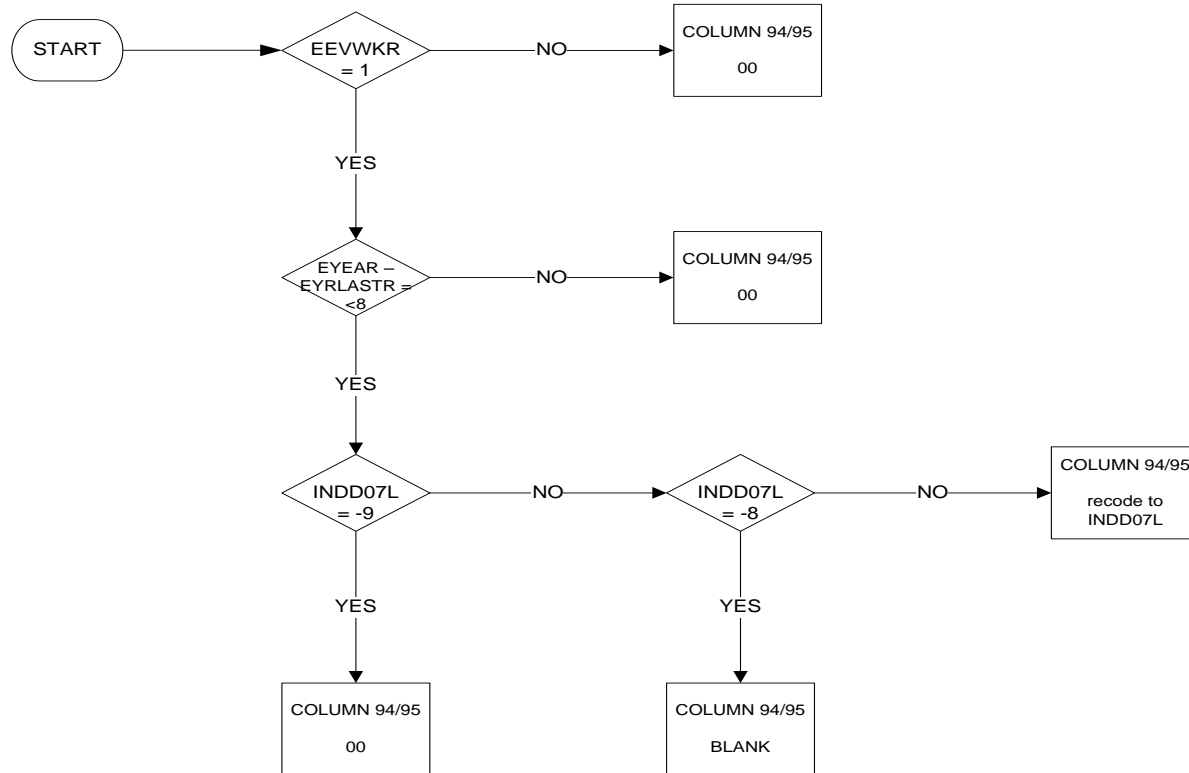 START
EEVWKR
= 1
NO
COLUMN 94/95
00
YES
EYEAR –
EYRLASTR =
<8
NO
COLUMN 94/95
00
YES
INDD07L
= -9
NO
INDD07L
= -8
NO
COLUMN 94/95
recode to
INDD07L
YES
YES
COLUMN 94/95
00
COLUMN 94/95
BLANK